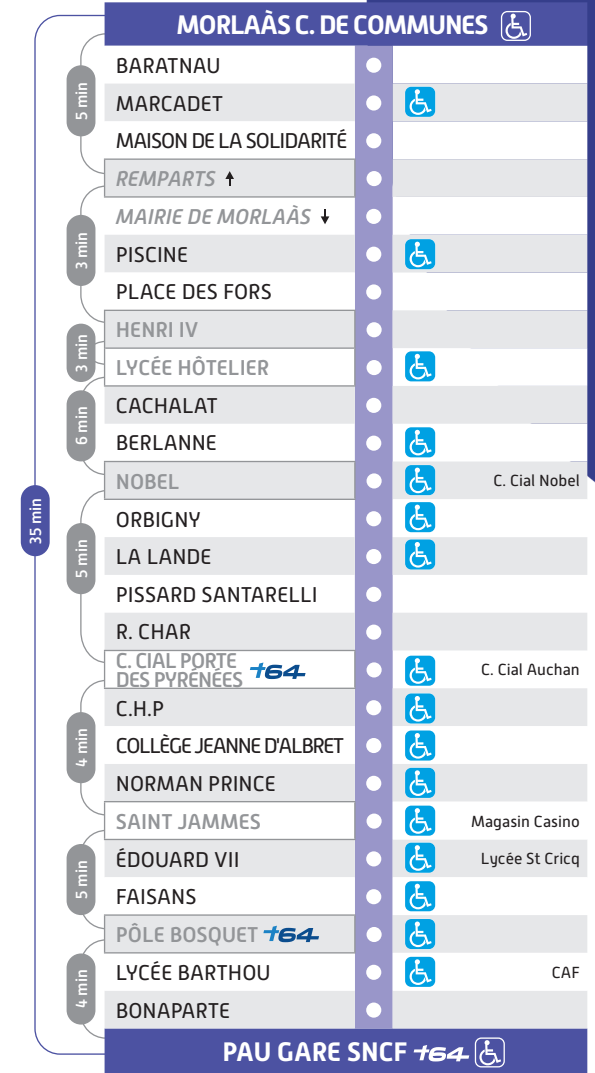 MORLAÀS C. DE COMMUNES
BARATNAU
5 min
MARCADET
MAISON DE LA SOLIDARITÉ
REMPARTS ↑
MAIRIE DE MORLAÀS ↓
3 min
PISCINE
PLACE DES FORS
HENRI IV
3 min
LYCÉE HÔTELIER
CACHALAT
6 min
BERLANNE
NOBEL C. Cial Nobel
35 min
ORBIGNY
5 min
LA LANDE
PISSARD SANTARELLI
R. CHAR
C. CIAL PORTE
DES PYRÉNÉES +64 C. Cial Auchan
C.H.P
4 min
COLLÈGE JEANNE D'ALBRET
NORMAN PRINCE
SAINT JAMMES Magasin Casino
5 min
ÉDOUARD VII Lycée St Cricq
FAISANS
PÔLE BOSQUET +64
4 min
LYCÉE BARTHOU CAF
BONAPARTE
PAU GARE SNCF +64